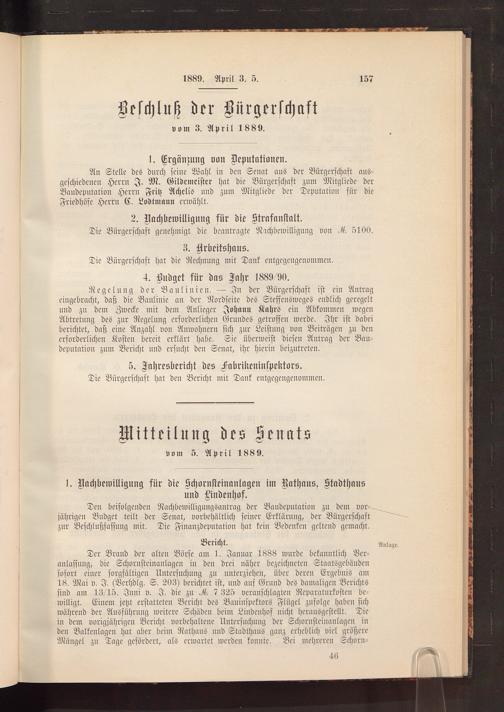 1889. April 3. 5. 157
Beschluß der Bürgerschaft
vom 3. April 1889.
1. Ergänzung von Deputationen.
An Stelle des durch seine Wahl in den Senat aus der Bürgerschaft aus-
geschiedenen Herrn J. M. Gildemeister hat die Bürgerschaft zum Mitgliede der
Baudeputation Herrn Fritz Achelis und zum Mitgliede der Deputation für die
Friedhöfe Herrn C. Lodtmann erwählt.
2. Nachbewilligung für die Strafanstalt.
Die Bürgerschaft genehmigt die beantragte Nachbewilligung von ℳ. 5100.
3. Arbeitshaus.
Die Bürgerschaft hat die Rechnung mit Dank entgegengenommen.
4. Budget für das Jahr 1889/90.
Regelung der Baulinien. — In der Bürgerschaft ist ein Antrag
eingebracht, daß die Baulinie an der Nordseite des Steffensweges endlich geregelt
und zu dem Zwecke mit dem Anlieger Johann Kahrs ein Abkommen wegen
Abtretung des zur Regelung erforderlichen Grundes getroffen werde. Ihr ist dabei
berichtet, daß eine Anzahl von Anwohnern sich zur Leistung von Beiträgen zu den
erforderlichen Kosten bereit erklärt habe. Sie überweist diesen Antrag der Bau-
deputation zum Bericht und ersucht den Senat, ihr hierin beizutreten.
5. Jahresbericht des Fabrikeninspektors.
Die Bürgerschaft hat den Bericht mit Dank entgegengenommen.
Mitteilung des Senats
vom 5. April 1889.
1. Nachbewilligung für die Schornsteinanlagen im Rathaus, Stadthaus
und Lindenhof.
Den beifolgenden Nachbewilligungsantrag der Baudeputation zu dem vor-
jährigen Budget teilt der Senat, vorbehältlich seiner Erklärung, der Bürgerschaft
zur Beschlußfassung mit. Die Finanzdeputation hat kein Bedenken geltend gemacht.
Bericht.
Anlage.
Der Brand der alten Börse am 1. Januar 1888 wurde bekanntlich Ver-
anlassung, die Schornsteinanlagen in den drei näher bezeichneten Staatsgebäuden
sofort einer sorgfältigen Untersuchung zu unterziehen, über deren Ergebnis am
18. Mai v. J. (Verhdlg. S. 203) berichtet ist, und auf Grund des damaligen Berichts
sind am 13/15. Juni v. J. die zu ℳ. 7 325 veranschlagten Reparaturkosten be-
willigt. Einem jetzt erstatteten Bericht des Bauinspektors Flügel zufolge haben sich
während der Ausführung weitere Schäden beim Lindenhof nicht herausgestellt. Die
in dem vorigjährigen Bericht vorbehaltene Untersuchung der Schornsteinanlagen in
den Balkenlagen hat aber beim Rathaus und Stadthaus ganz erheblich viel größere
Mängel zu Tage gefördert, als erwartet werden konnte. Bei mehreren Schorn-
46